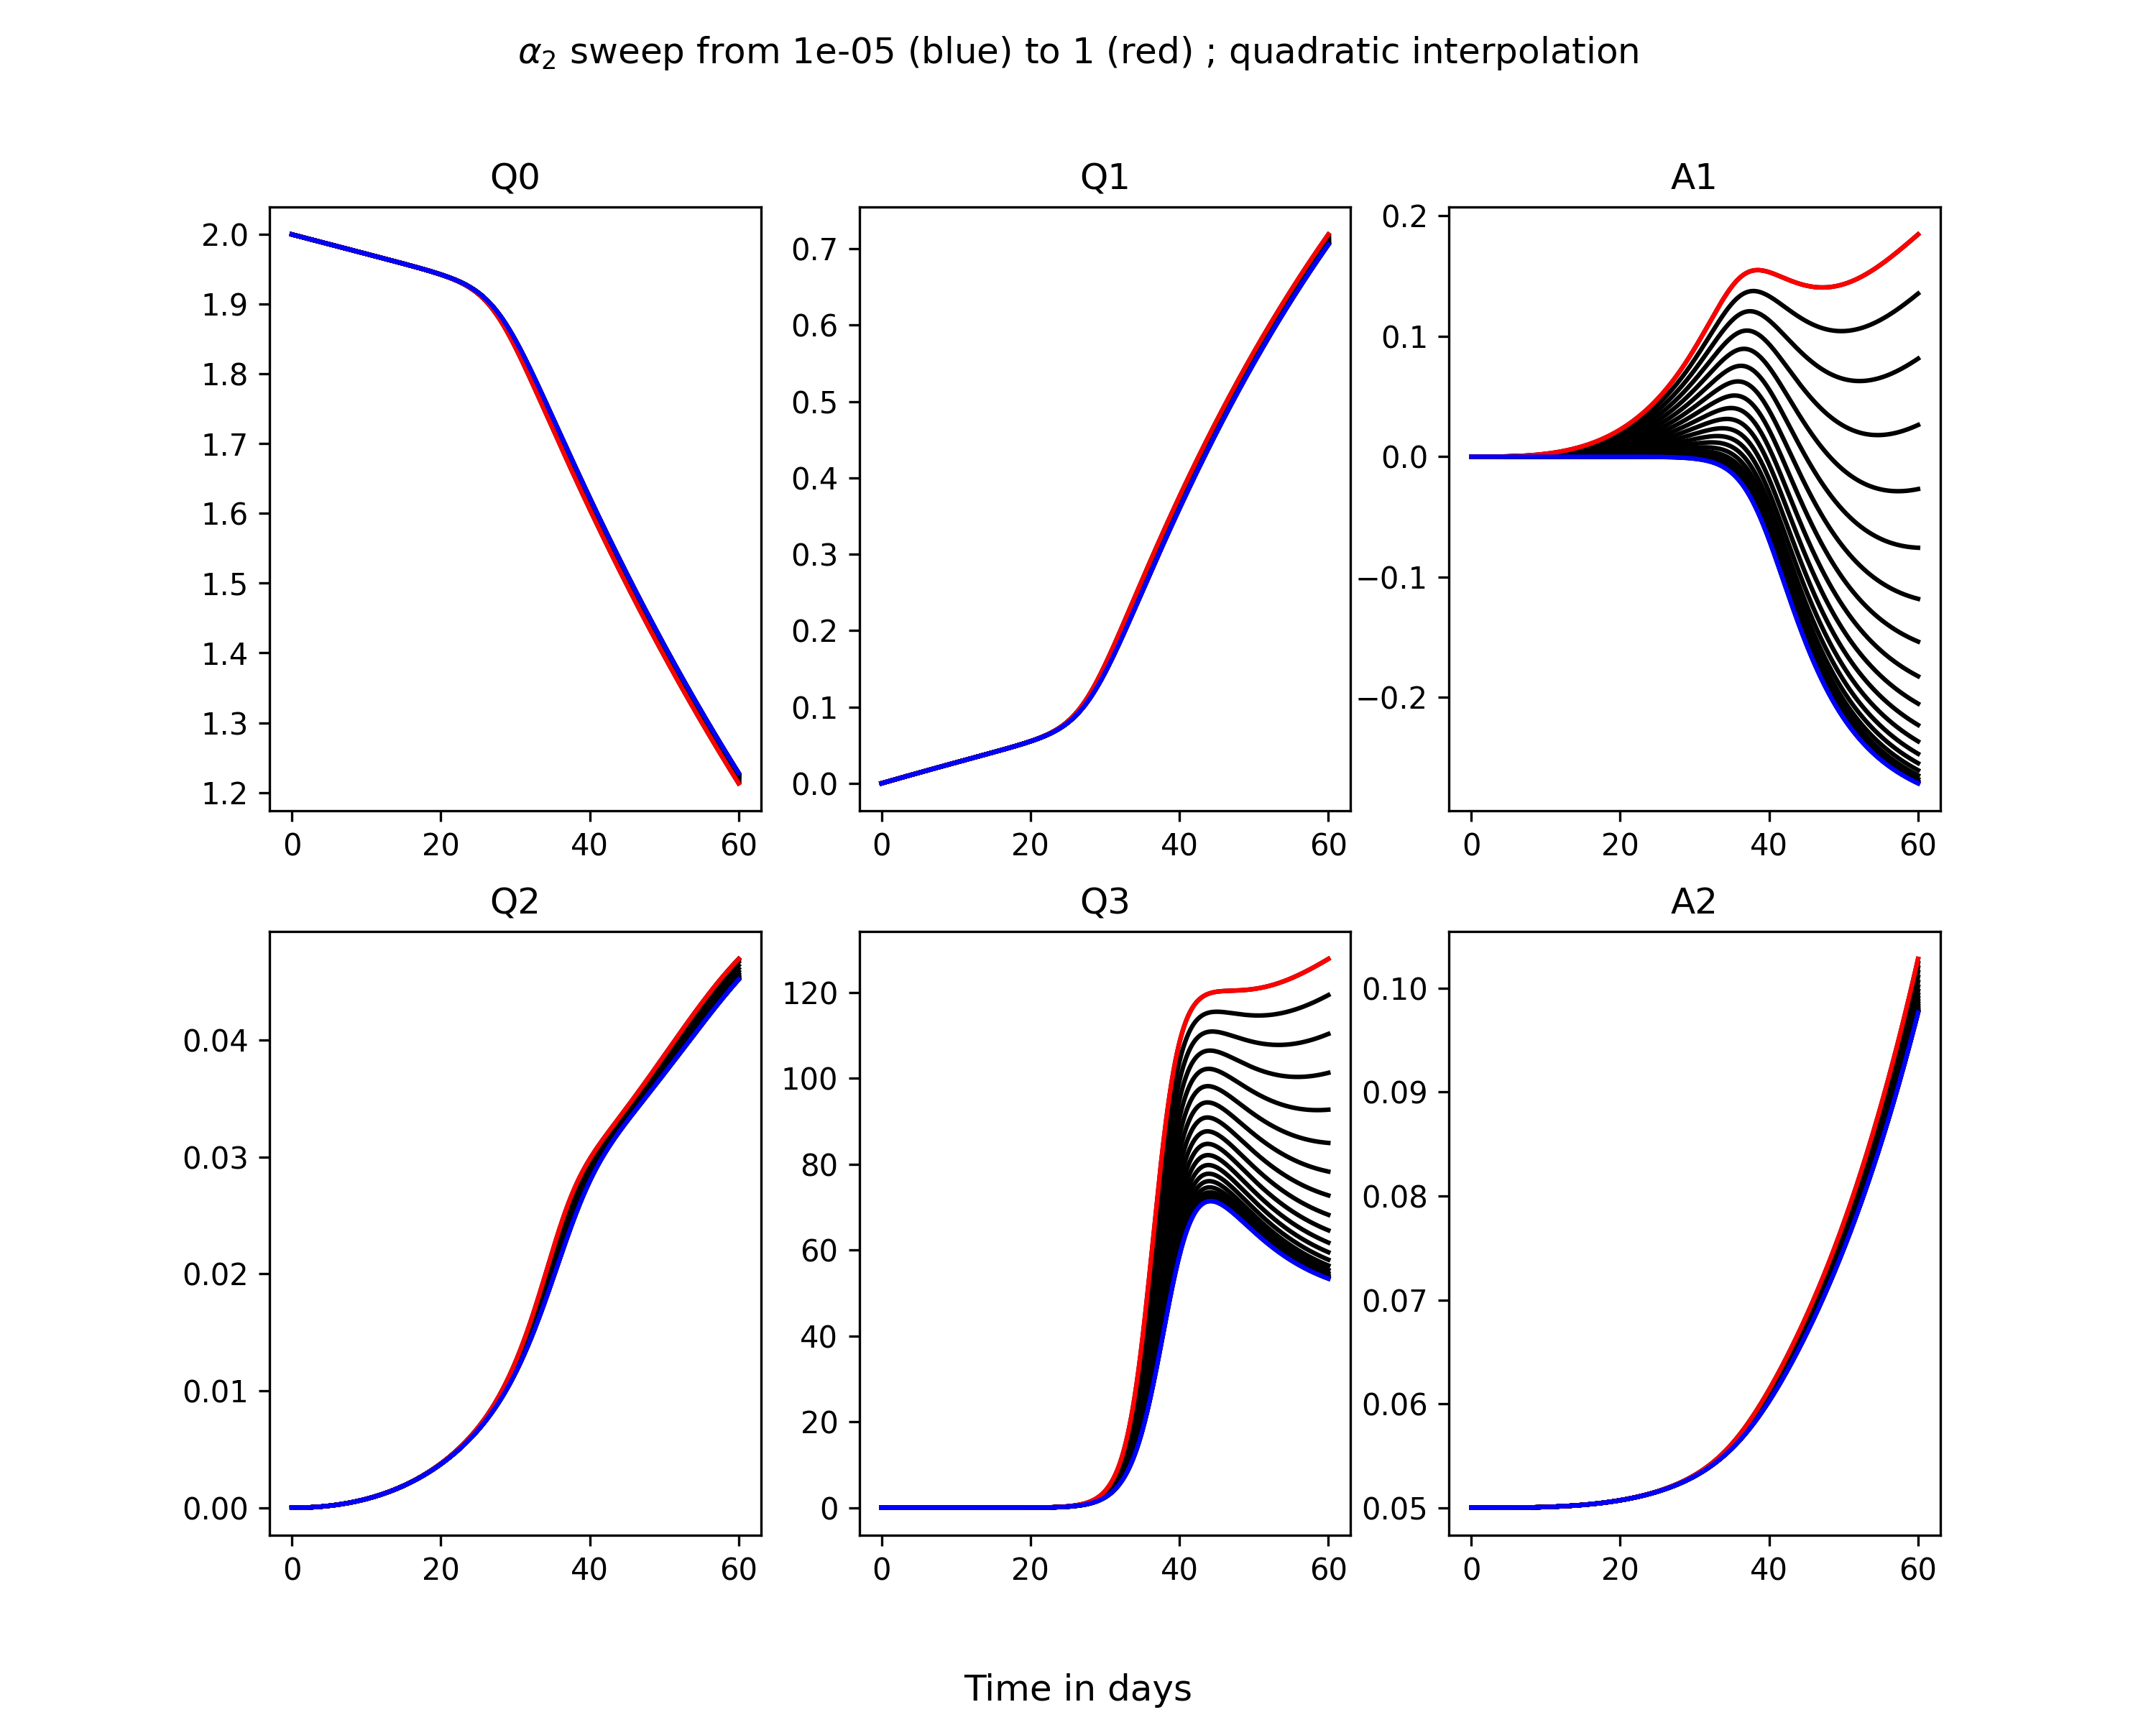 α₂ sweep from 1e-05 (blue) to 1 (red) ; quadratic interpolation
Q0
2.0
1.9
1.8
1.7
1.6
1.5
1.4
1.3
1.2
0 20 40 60
Q1
0.7
0.6
0.5
0.4
0.3
0.2
0.1
0.0
0 20 40 60
A1
0.2
0.1
0.0
−0.1
−0.2
0 20 40 60
Q2
0.04
0.03
0.02
0.01
0.00
0 20 40 60
Q3
120
100
80
60
40
20
0
0 20 40 60
A2
0.10
0.09
0.08
0.07
0.06
0.05
0 20 40 60
Time in days